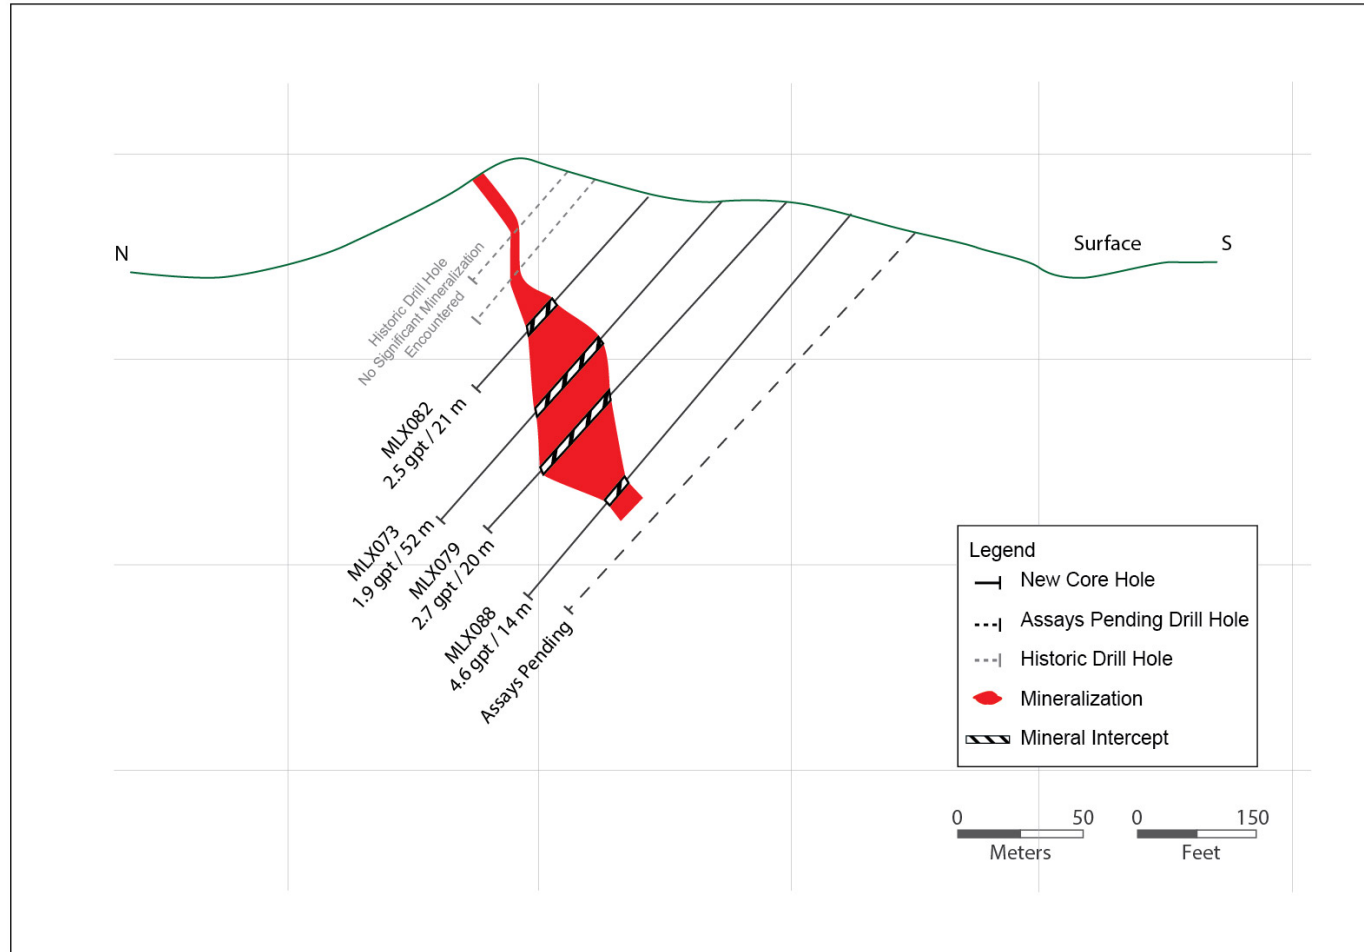 N
Surface
S
Historic Drill Hole
No Significant Mineralization
Encountered
MLX082
2.5 gpt / 21 m
MLX073
1.9 gpt / 52 m
MLX079
2.7 gpt / 20 m
MLX088
4.6 gpt / 14 m
Assays Pending
Legend
New Core Hole
Assays Pending Drill Hole
Historic Drill Hole
Mineralization
Mineral Intercept
0 50
Meters
0 150
Feet